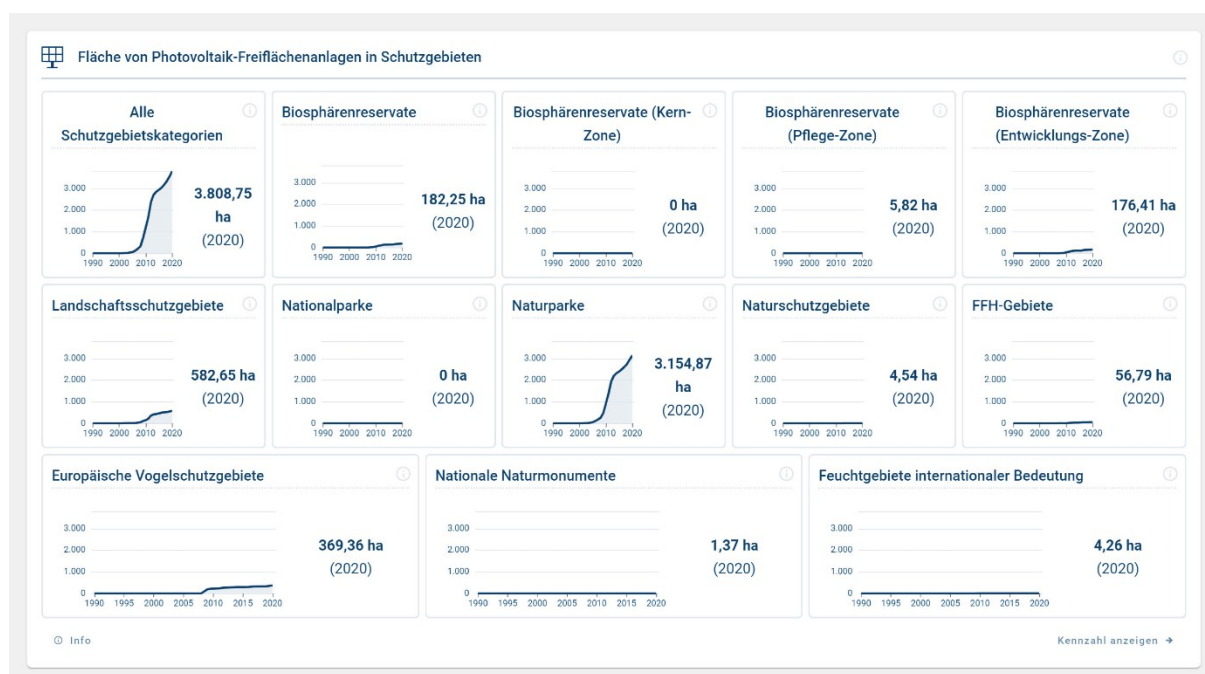 Fläche von Photovoltaik-Freiflächenanlagen in Schutzgebieten
Alle
Schutzgebietskategorien
3.000
2.000
1.000
0
1990 2000 2010 2020
3.808,75
ha
(2020)
Biosphärenreservate
3.000
2.000
1.000
0
1990 2000 2010 2020
182,25 ha
(2020)
Biosphärenreservate (Kern-
Zone)
3.000
2.000
1.000
0
1990 2000 2010 2020
0 ha
(2020)
Biosphärenreservate
(Pflege-Zone)
3.000
2.000
1.000
0
1990 2000 2010 2020
5,82 ha
(2020)
Biosphärenreservate
(Entwicklungs-Zone)
3.000
2.000
1.000
0
1990 2000 2010 2020
176,41 ha
(2020)
Landschaftsschutzgebiete
3.000
2.000
1.000
0
1990 2000 2010 2020
582,65 ha
(2020)
Nationalparke
3.000
2.000
1.000
0
1990 2000 2010 2020
0 ha
(2020)
Naturparke
3.000
2.000
1.000
0
1990 2000 2010 2020
3.154,87
ha
(2020)
Naturschutzgebiete
3.000
2.000
1.000
0
1990 2000 2010 2020
4,54 ha
(2020)
FFH-Gebiete
3.000
2.000
1.000
0
1990 2000 2010 2020
56,79 ha
(2020)
Europäische Vogelschutzgebiete
3.000
2.000
1.000
0
1990 1995 2000 2005 2010 2015 2020
369,36 ha
(2020)
Nationale Naturmonumente
3.000
2.000
1.000
0
1990 1995 2000 2005 2010 2015 2020
1,37 ha
(2020)
Feuchtgebiete internationaler Bedeutung
3.000
2.000
1.000
0
1990 1995 2000 2005 2010 2015 2020
4,26 ha
(2020)
Info
Kennzahl anzeigen